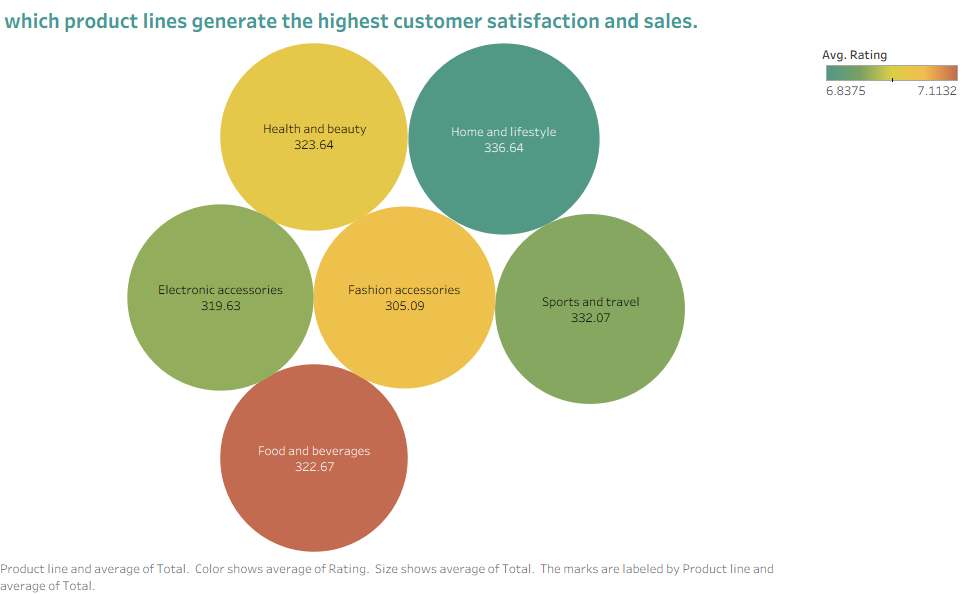 which product lines generate the highest customer satisfaction and sales.
Avg. Rating
6.8375 7.1132
Health and beauty
323.64
Home and lifestyle
336.64
Electronic accessories
319.63
Fashion accessories
305.09
Sports and travel
332.07
Food and beverages
322.67
Product line and average of Total. Color shows average of Rating. Size shows average of Total. The marks are labeled by Product line and
average of Total.